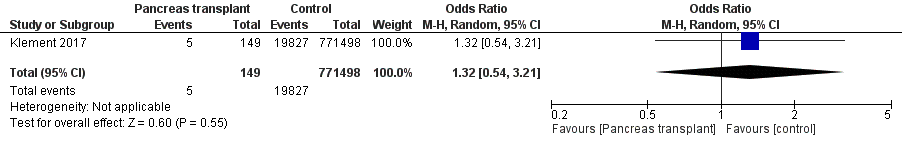 Pancreas transplant Control Odds Ratio Odds Ratio
Study or Subgroup Events Total Events Total Weight M-H, Random, 95% CI M-H, Random, 95% CI
Klement 2017 5 149 19827 771498 100.0% 1.32 [0.54, 3.21]
Total (95% CI) 149 771498 100.0% 1.32 [0.54, 3.21]
Total events 5 19827
Heterogeneity: Not applicable
Test for overall effect: Z = 0.60 (P = 0.55)
0.2 0.5 1 2 5
Favours [Pancreas transplant] Favours [control]